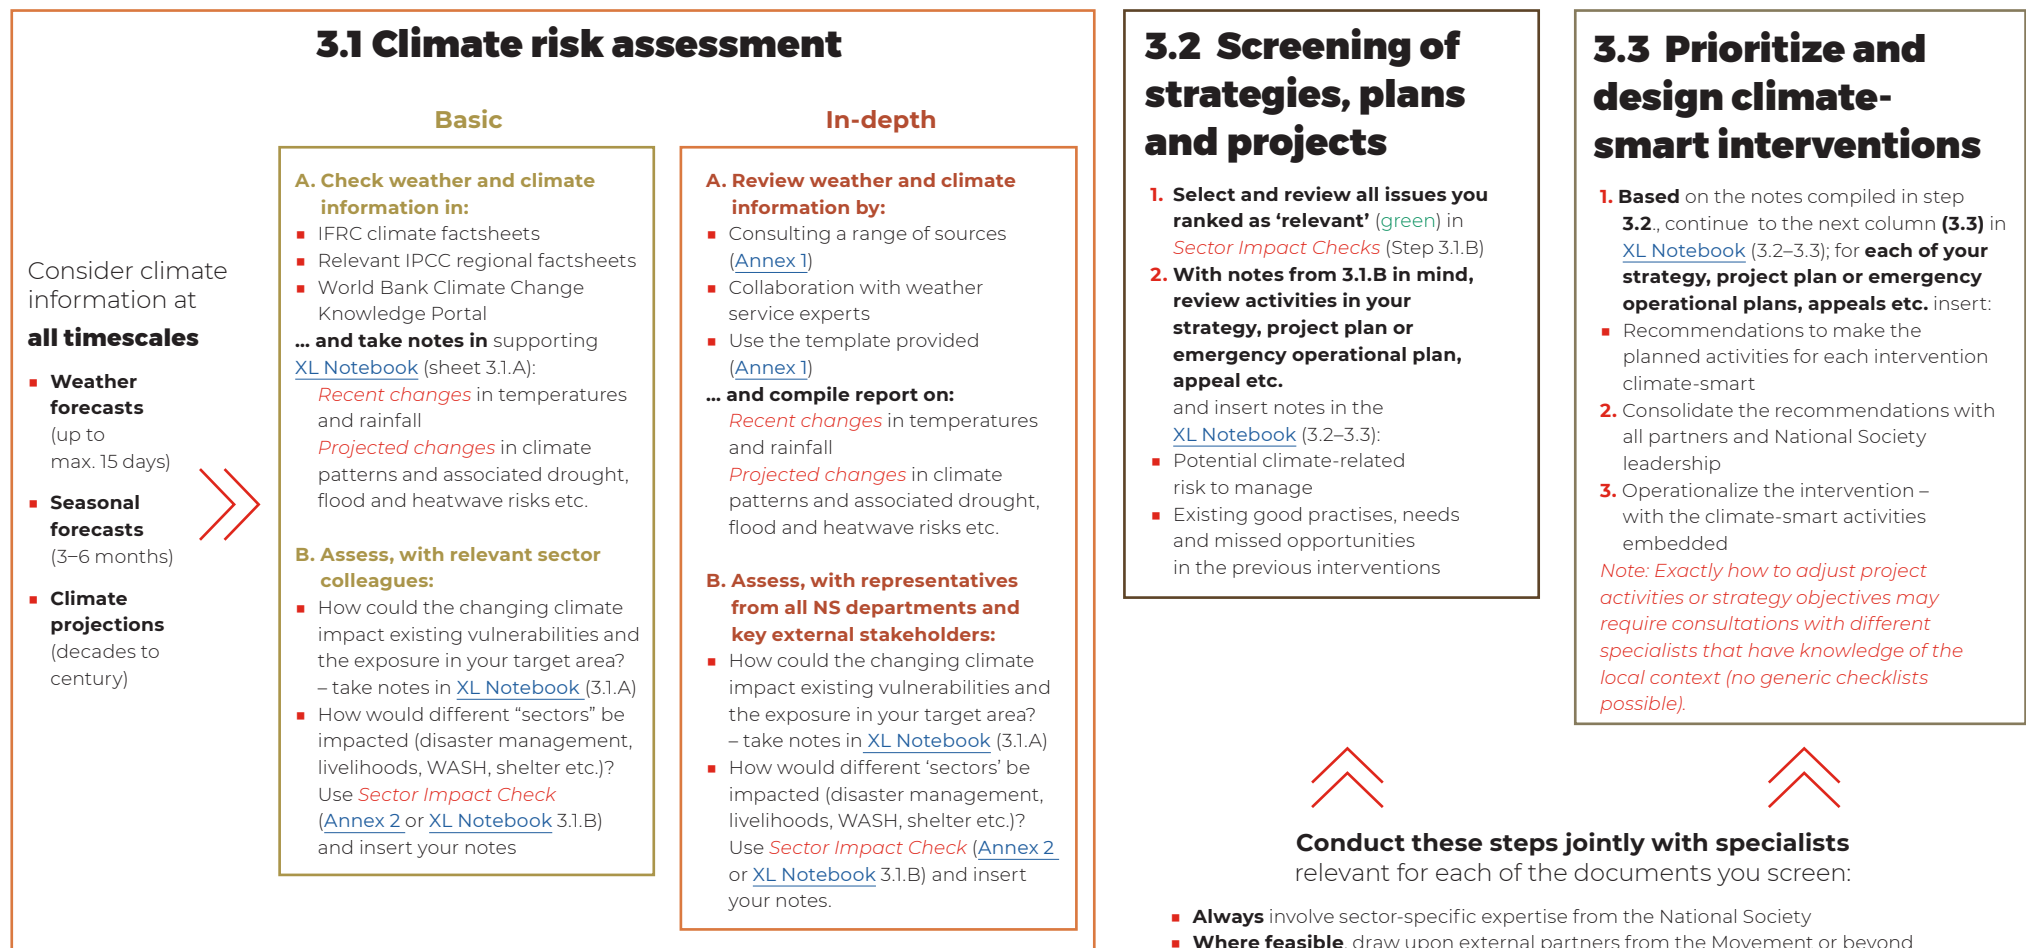 3.1 Climate risk assessment
Consider climate
information at
all timescales
▪ Weather
forecasts
(up to
max. 15 days)
▪ Seasonal
forecasts
(3–6 months)
▪ Climate
projections
(decades to
century)
Basic
A. Check weather and climate
information in:
▪ IFRC climate factsheets
▪ Relevant IPCC regional factsheets
▪ World Bank Climate Change
Knowledge Portal
... and take notes in supporting
XL Notebook (sheet 3.1.A):
Recent changes in temperatures
and rainfall
Projected changes in climate
patterns and associated drought,
flood and heatwave risks etc.
B. Assess, with relevant sector
colleagues:
▪ How could the changing climate
impact existing vulnerabilities and
the exposure in your target area?
– take notes in XL Notebook (3.1.A)
▪ How would different “sectors” be
impacted (disaster management,
livelihoods, WASH, shelter etc.)?
Use Sector Impact Check
(Annex 2 or XL Notebook 3.1.B)
and insert your notes
In-depth
A. Review weather and climate
information by:
▪ Consulting a range of sources
(Annex 1)
▪ Collaboration with weather
service experts
▪ Use the template provided
(Annex 1)
... and compile report on:
Recent changes in temperatures
and rainfall
Projected changes in climate
patterns and associated drought,
flood and heatwave risks etc.
B. Assess, with representatives
from all NS departments and
key external stakeholders:
▪ How could the changing climate
impact existing vulnerabilities and
the exposure in your target area?
– take notes in XL Notebook (3.1.A)
▪ How would different ‘sectors’ be
impacted (disaster management,
livelihoods, WASH, shelter etc.)?
Use Sector Impact Check (Annex 2
or XL Notebook 3.1.B) and insert
your notes.
3.2 Screening of
strategies, plans
and projects
1. Select and review all issues you
ranked as ‘relevant’ (green) in
Sector Impact Checks (Step 3.1.B)
2. With notes from 3.1.B in mind,
review activities in your
strategy, project plan or
emergency operational plan,
appeal etc.
and insert notes in the
XL Notebook (3.2–3.3):
▪ Potential climate-related
risk to manage
▪ Existing good practises, needs
and missed opportunities
in the previous interventions
3.3 Prioritize and
design climate-
smart interventions
1. Based on the notes compiled in step
3.2., continue to the next column (3.3) in
XL Notebook (3.2–3.3); for each of your
strategy, project plan or emergency
operational plans, appeals etc. insert:
▪ Recommendations to make the
planned activities for each intervention
climate-smart
2. Consolidate the recommendations with
all partners and National Society
leadership
3. Operationalize the intervention –
with the climate-smart activities
embedded
Note: Exactly how to adjust project
activities or strategy objectives may
require consultations with different
specialists that have knowledge of the
local context (no generic checklists
possible).
Conduct these steps jointly with specialists
relevant for each of the documents you screen:
▪ Always involve sector-specific expertise from the National Society
▪ Where feasible, draw upon external partners from the Movement or beyond